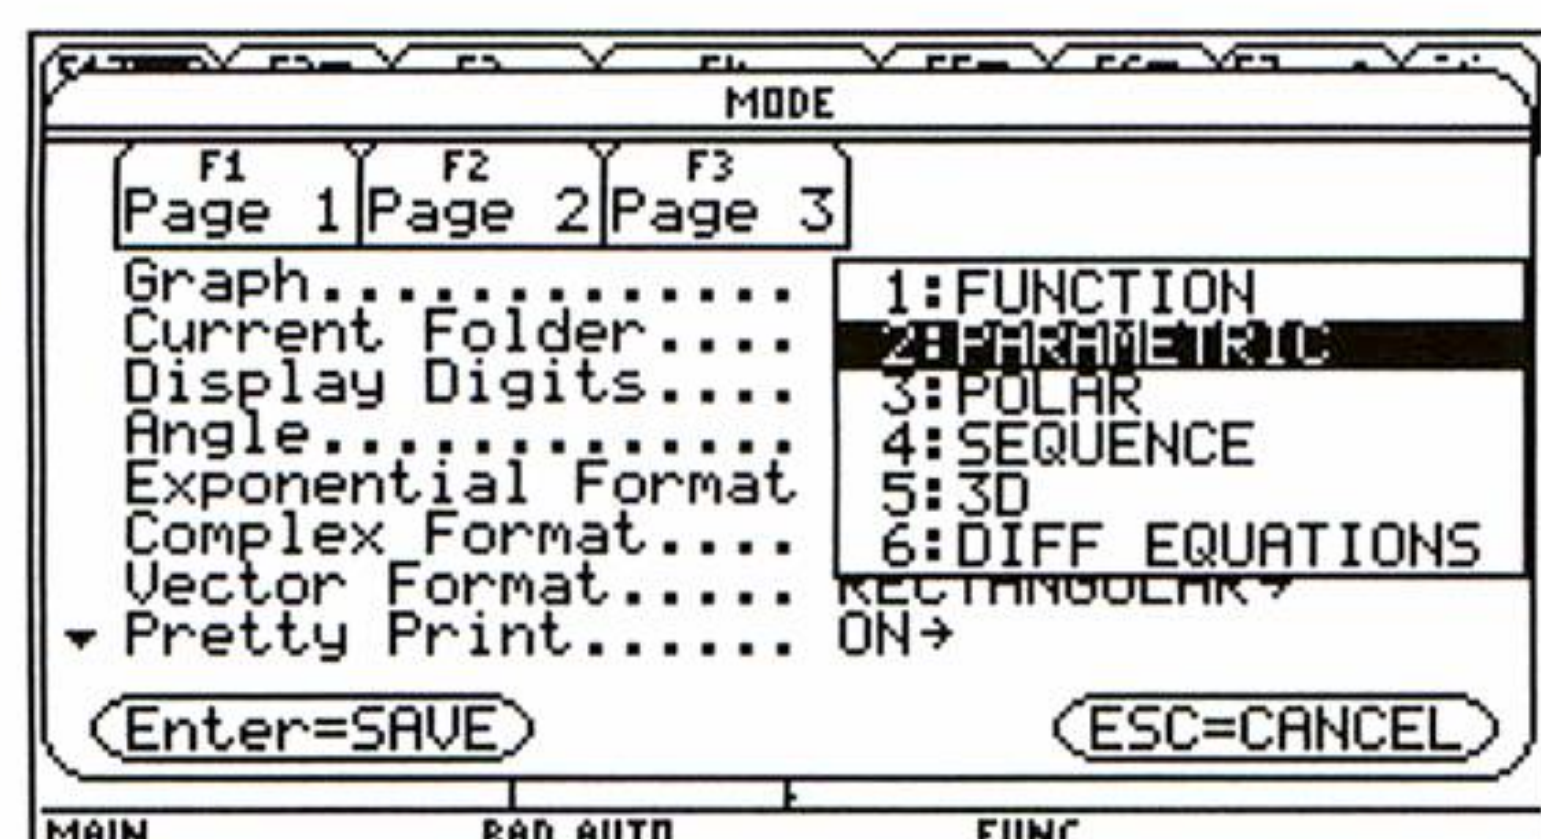 MODE
F1 F2 F3
Page 1 Page 2 Page 3
Graph..............
1:FUNCTION
Current Folder....
2:PARAMETRIC
Display Digits....
3:POLAR
Angle..............
4:SEQUENCE
Exponential Format
5:3D
Complex Format....
6:DIFF EQUATIONS
Vector Format..... RECTANGULAR→
Pretty Print...... ON→
Enter=SAVE ESC=CANCEL
MAIN RAD AUTO FUNC